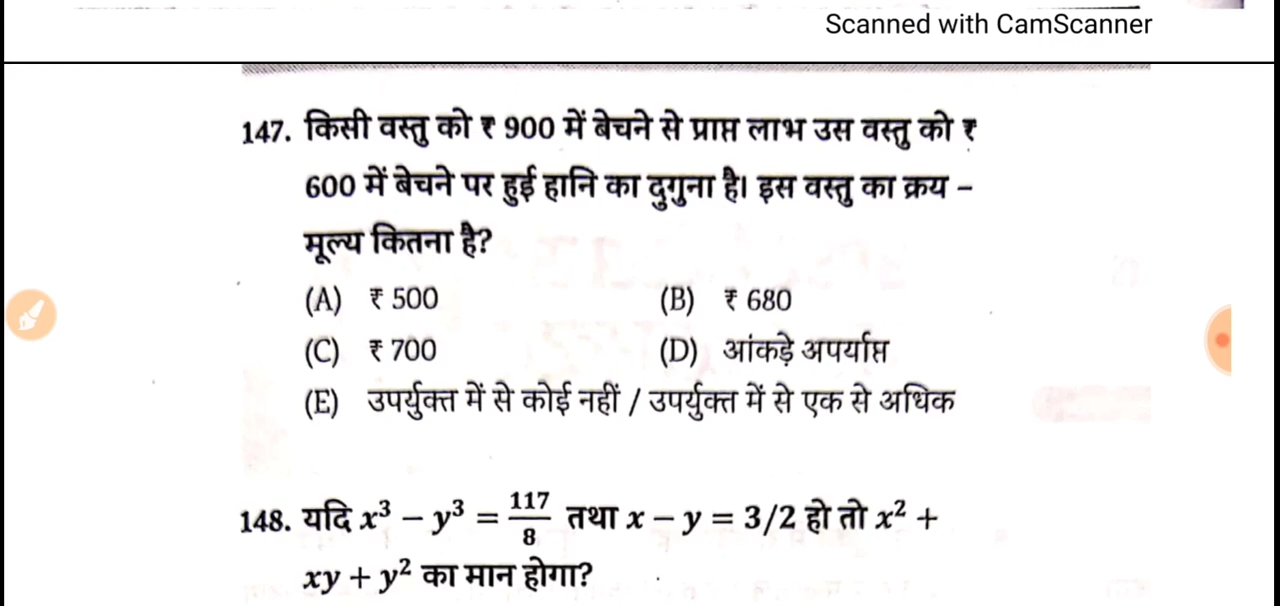 Scanned with CamScanner
147. किसी वस्तु को ₹ 900 में बेचने से प्राप्त लाभ उस वस्तु को ₹
600 में बेचने पर हुई हानि का दुगुना है। इस वस्तु का क्रय –
मूल्य कितना है?
(A) ₹ 500 (B) ₹ 680
(C) ₹ 700 (D) आंकड़े अपर्याप्त
(E) उपर्युक्त में से कोई नहीं / उपर्युक्त में से एक से अधिक
148. यदि x³ – y³ = 117/8 तथा x – y = 3/2 हो तो x² +
xy + y² का मान होगा?